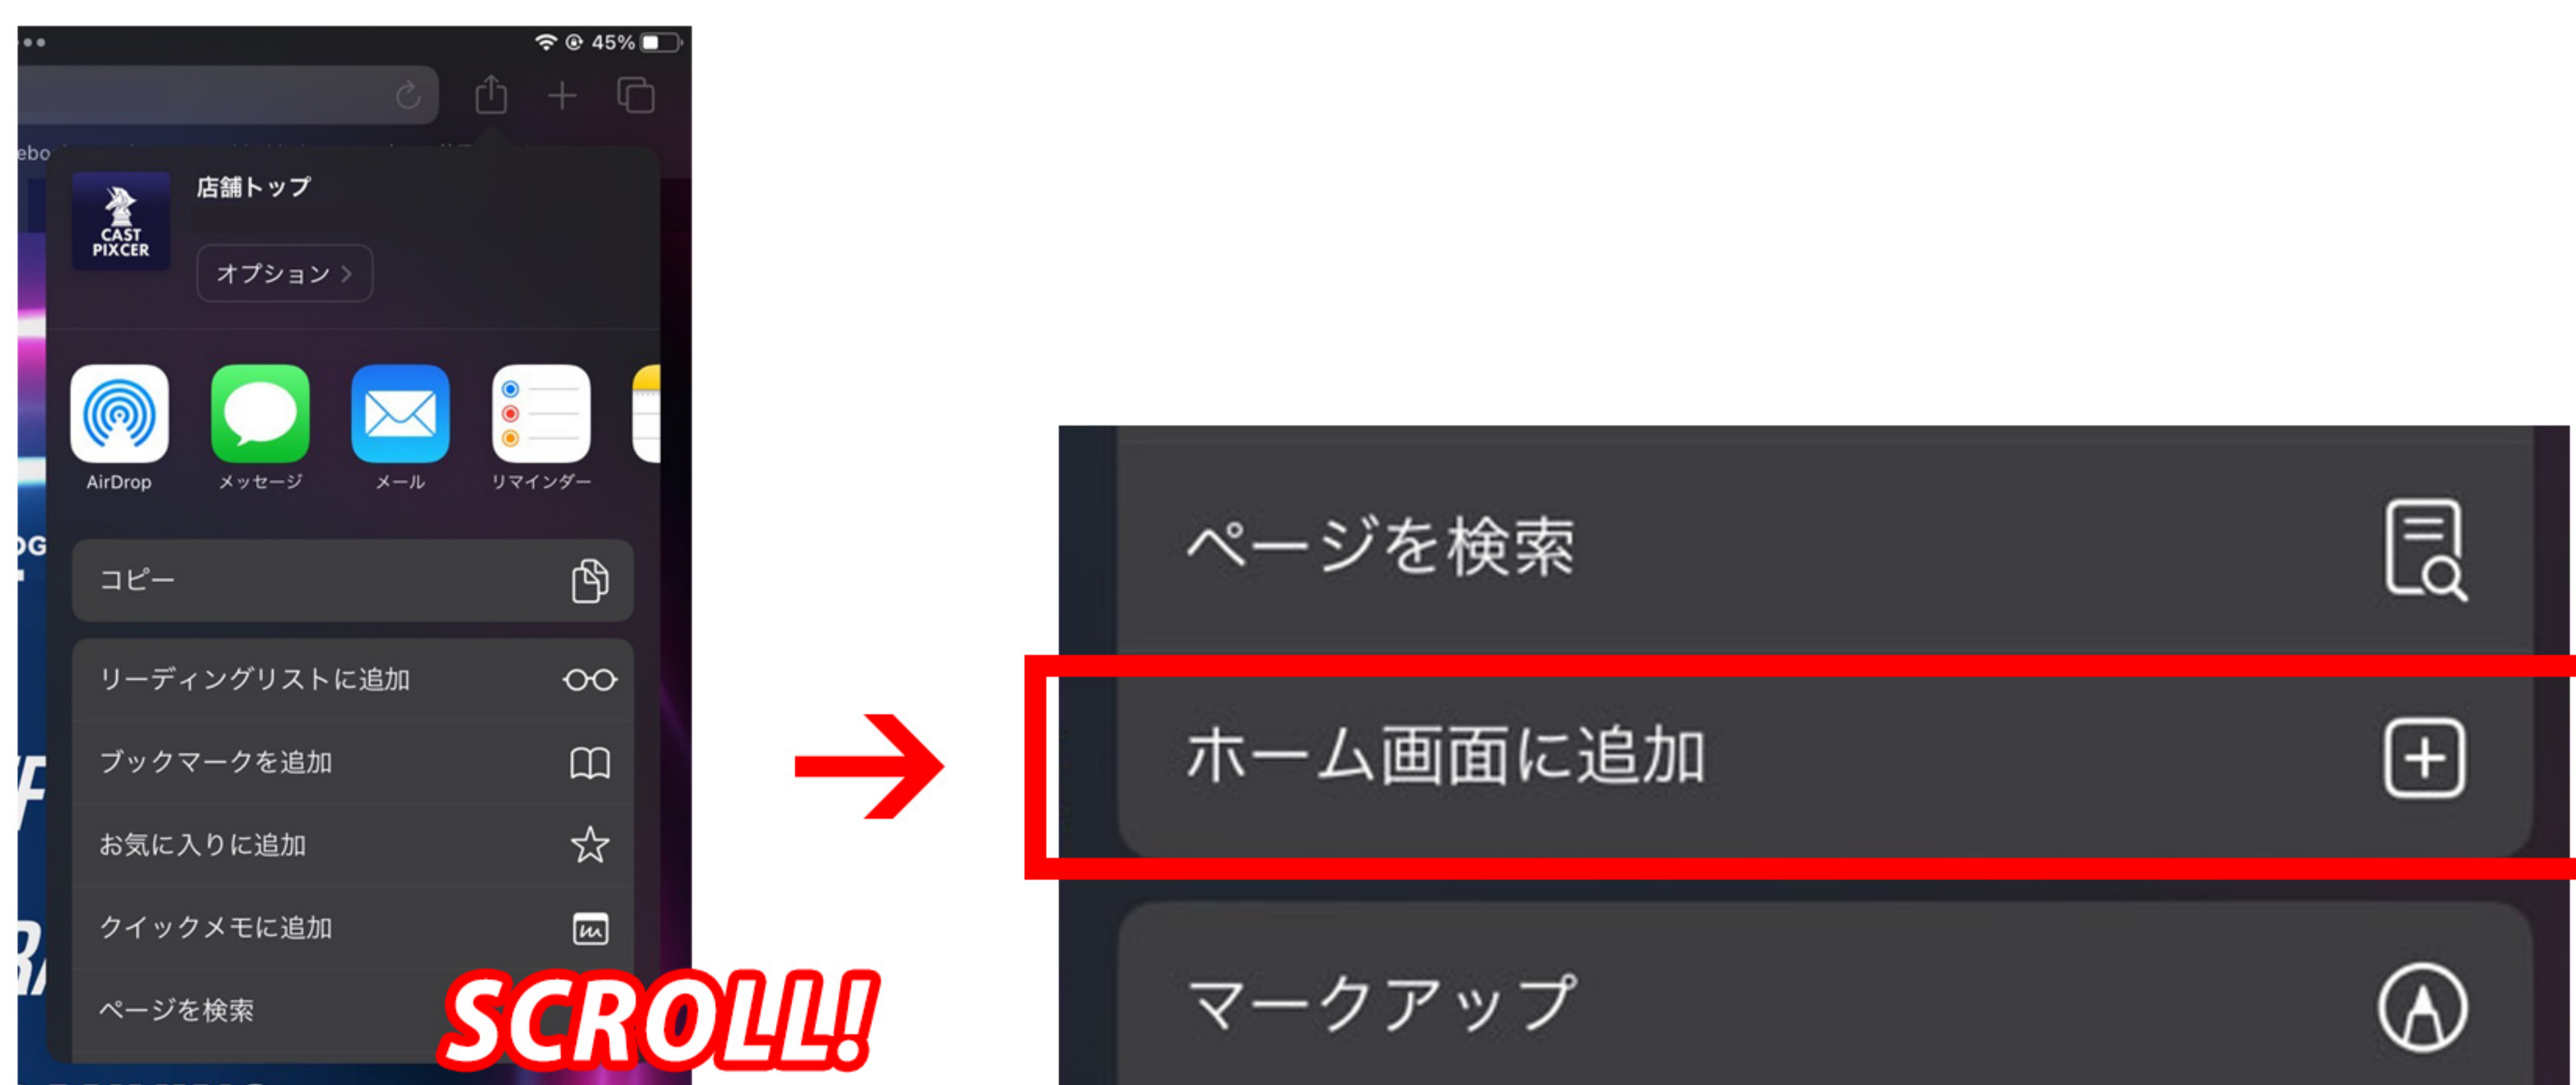 45%
ebo
店舗トップ
CAST
PIXCER
オプション
AirDrop
メッセージ
メール
リマインダー
OG
コピー
リーディングリストに追加
ブックマークを追加
お気に入りに追加
クイックメモに追加
ページを検索
SCROLL!
ページを検索
ホーム画面に追加
マークアップ